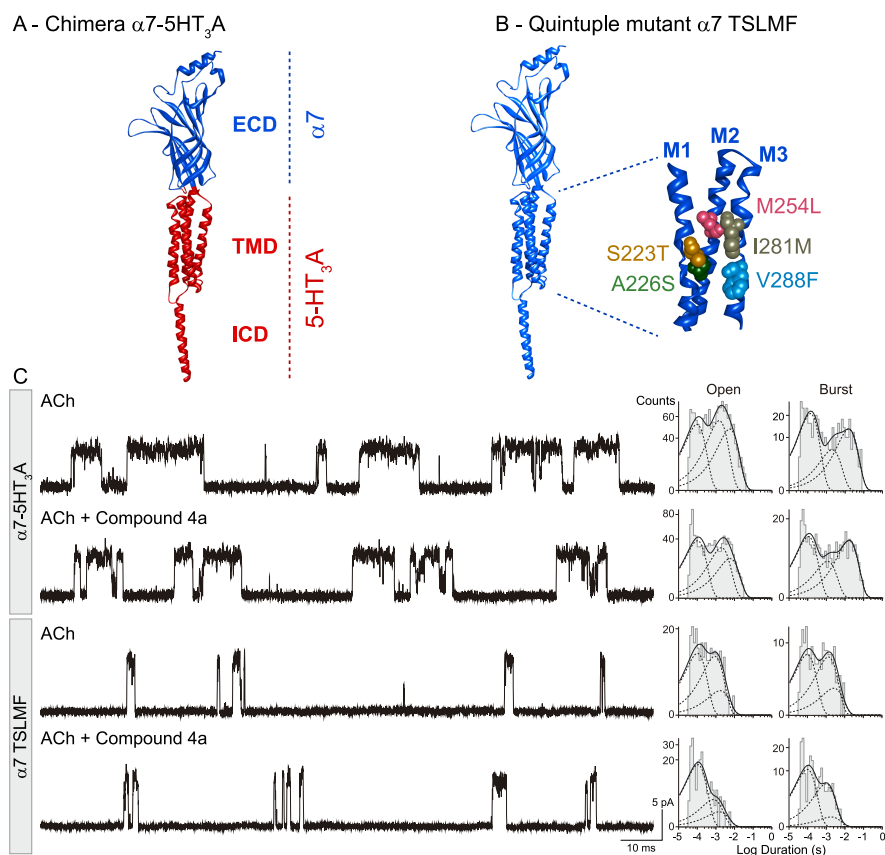 A - Chimera α7-5HT₃A
B - Quintuple mutant α7 TSLMF
ECD
α7
TMD
5-HT₃A
ICD
M1
M2
M3
M254L
S223T
I281M
A226S
V288F
C
α7-5HT₃A
ACh
Counts
Open
Burst
60
40
0
20
10
0
ACh + Compound 4a
80
40
0
20
0
α7 TSLMF
ACh
20
10
0
10
0
ACh + Compound 4a
30
20
0
20
10
0
5 pA
10 ms
-5 -4 -3 -2 -1 0
-5 -4 -3 -2 -1 0
Log Duration (s)